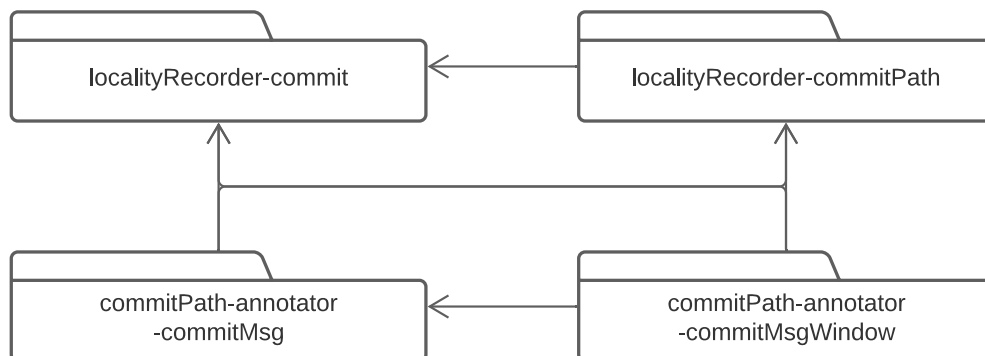 localityRecorder-commit
localityRecorder-commitPath
commitPath-annotator
-commitMsg
commitPath-annotator
-commitMsgWindow